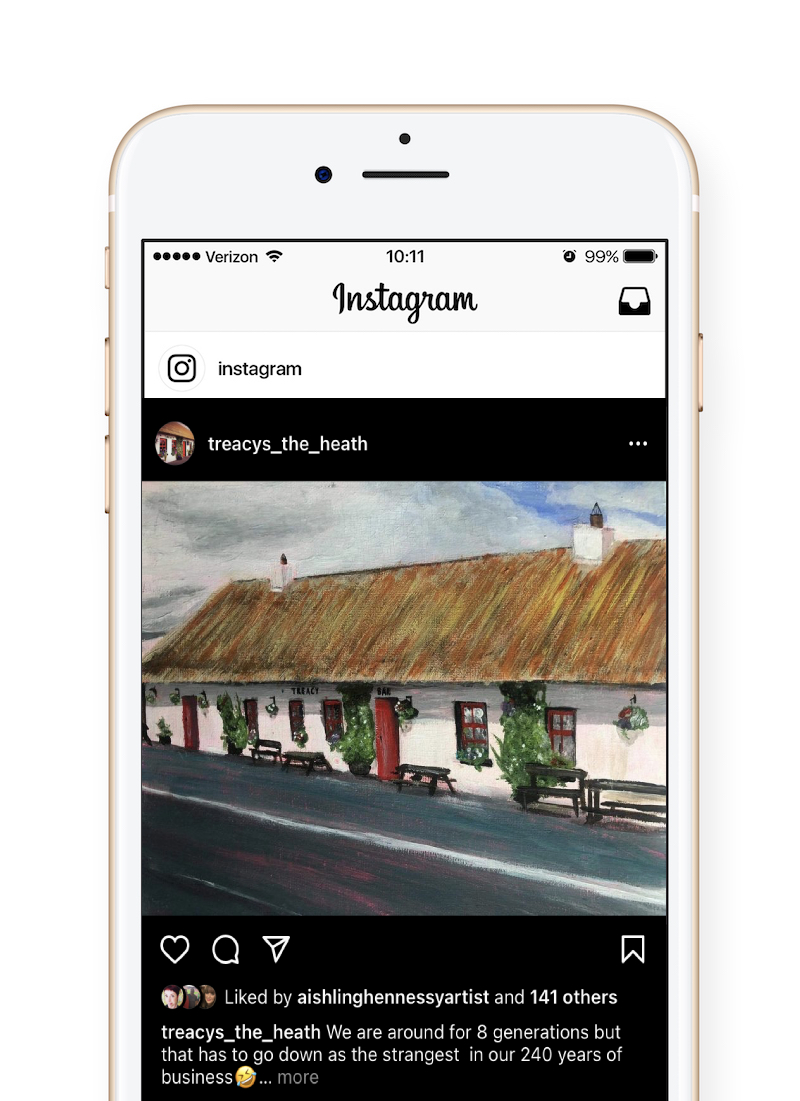 Verizon 10:11 99%
Instagram
instagram
treacys_the_heath
TREACY BAR
Liked by aishlinghennessyartist and 141 others
treacys_the_heath We are around for 8 generations but
that has to go down as the strangest in our 240 years of
business🤣... more